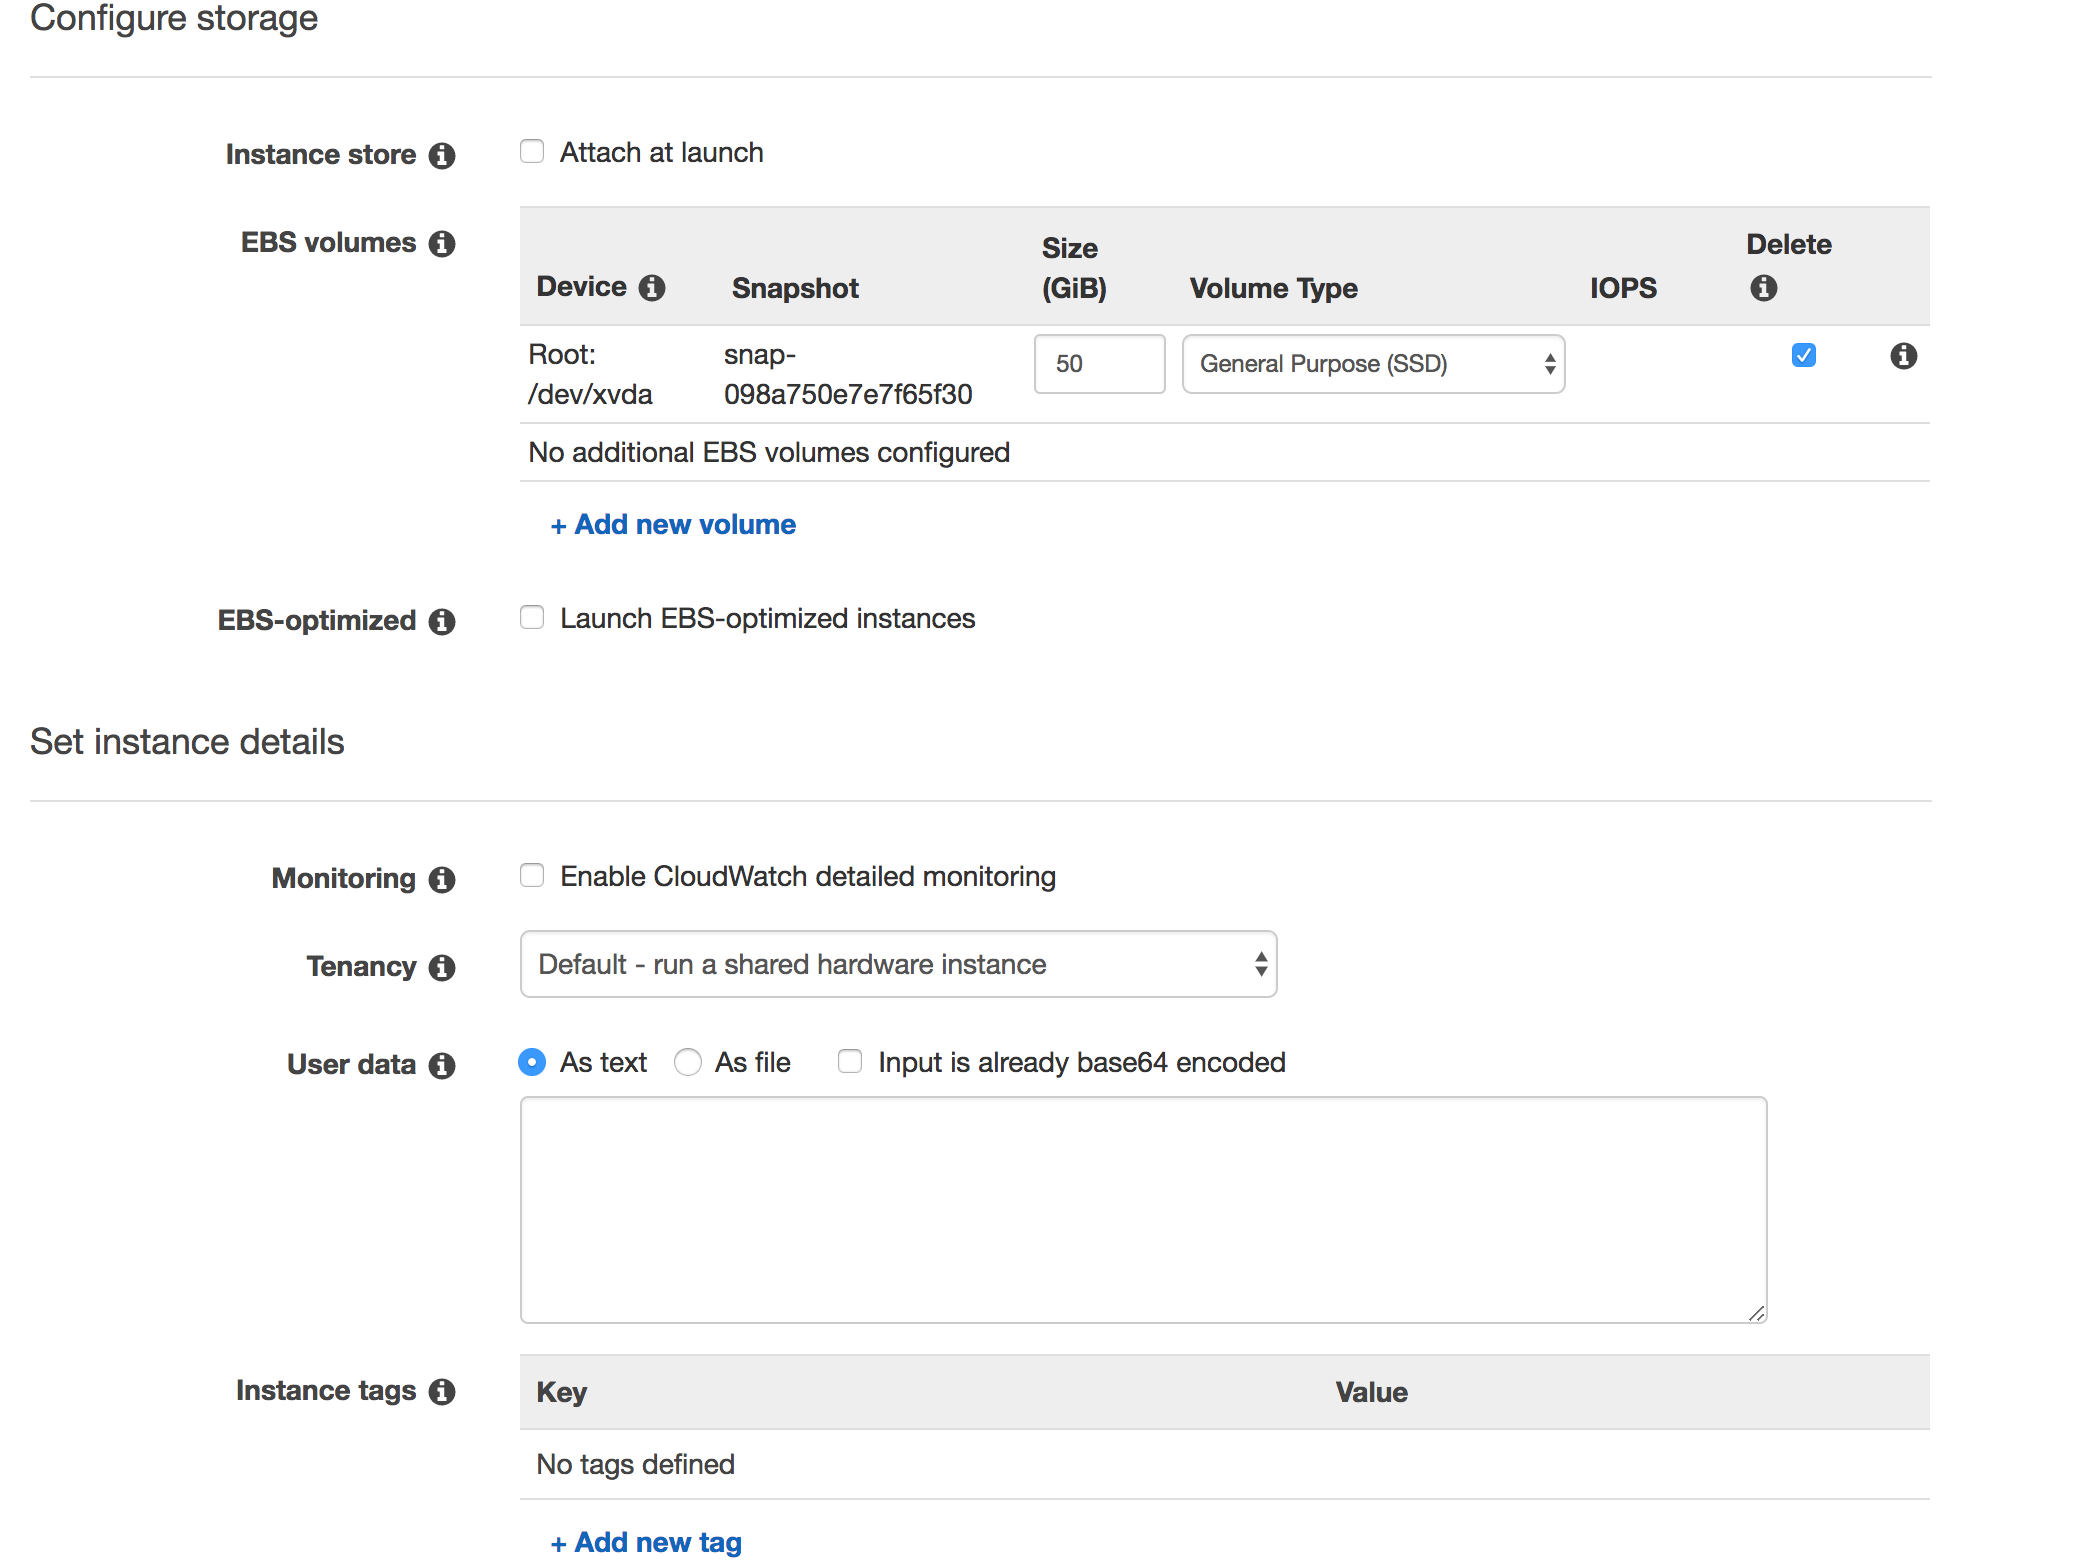 Configure storage
Instance store
Attach at launch
EBS volumes
Device Snapshot Size (GiB) Volume Type IOPS Delete
Root: /dev/xvda
snap-098a750e7e7f65f30
50
General Purpose (SSD)
No additional EBS volumes configured
+ Add new volume
EBS-optimized
Launch EBS-optimized instances
Set instance details
Monitoring
Enable CloudWatch detailed monitoring
Tenancy
Default - run a shared hardware instance
User data
As text As file Input is already base64 encoded
Instance tags
Key Value
No tags defined
+ Add new tag